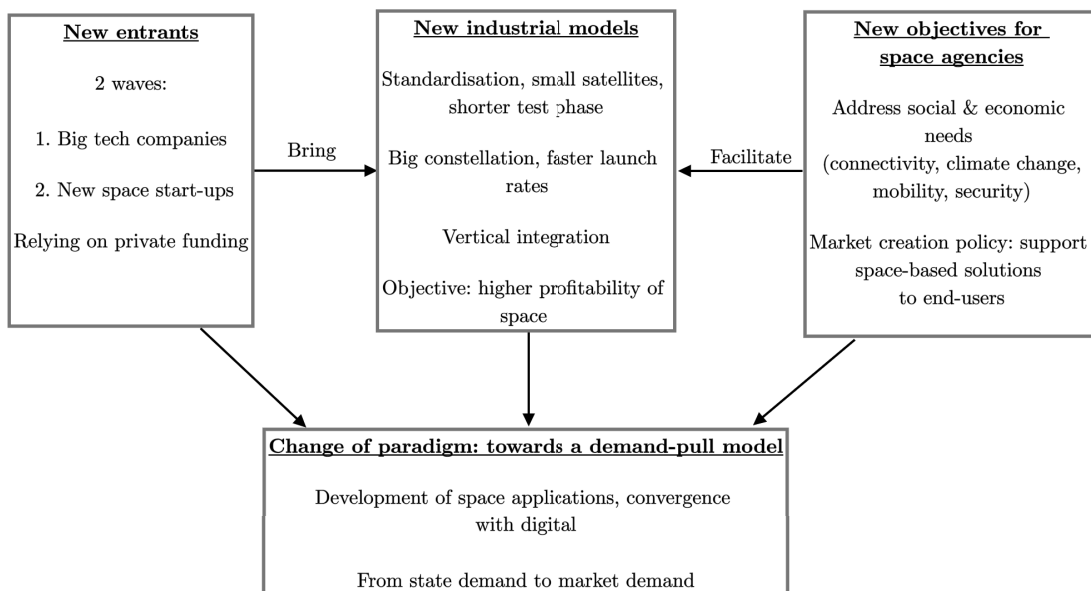 New entrants
2 waves:
1. Big tech companies
2. New space start-ups
Relying on private funding
Bring
New industrial models
Standardisation, small satellites,
shorter test phase
Big constellation, faster launch
rates
Vertical integration
Objective: higher profitability of
space
Facilitate
New objectives for
space agencies
Address social & economic
needs
(connectivity, climate change,
mobility, security)
Market creation policy: support
space-based solutions
to end-users
Change of paradigm: towards a demand-pull model
Development of space applications, convergence
with digital
From state demand to market demand